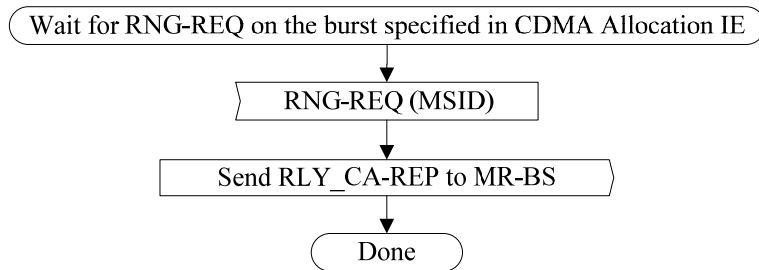 Wait for RNG-REQ on the burst specified in CDMA Allocation IE
RNG-REQ (MSID)
Send RLY_CA-REP to MR-BS
Done